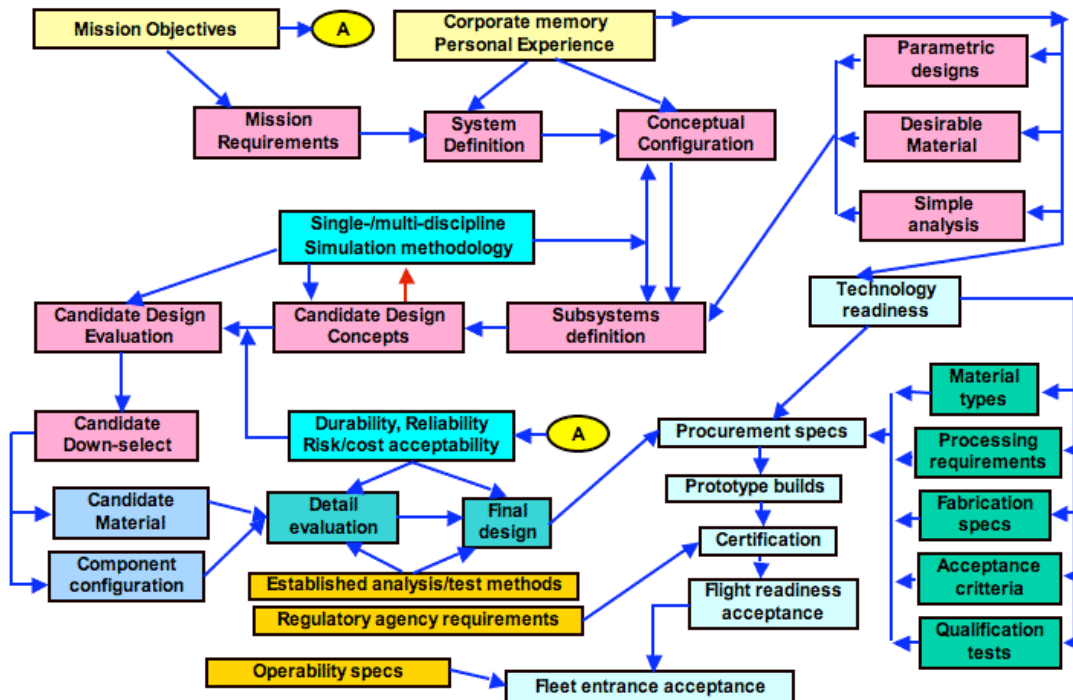 Mission Objectives
A
Corporate memory
Personal Experience
Parametric
designs
Mission
Requirements
System
Definition
Conceptual
Configuration
Desirable
Material
Simple
analysis
Single-/multi-discipline
Simulation methodology
Technology
readiness
Candidate Design
Evaluation
Candidate Design
Concepts
Subsystems
definition
Material
types
Candidate
Down-select
Durability, Reliability
Risk/cost acceptability
A
Procurement specs
Processing
requirements
Prototype builds
Candidate
Material
Detail
evaluation
Final
design
Fabrication
specs
Certification
Component
configuration
Established analysis/test methods
Acceptance
critteria
Regulatory agency requirements
Flight readiness
acceptance
Qualification
tests
Operability specs
Fleet entrance acceptance